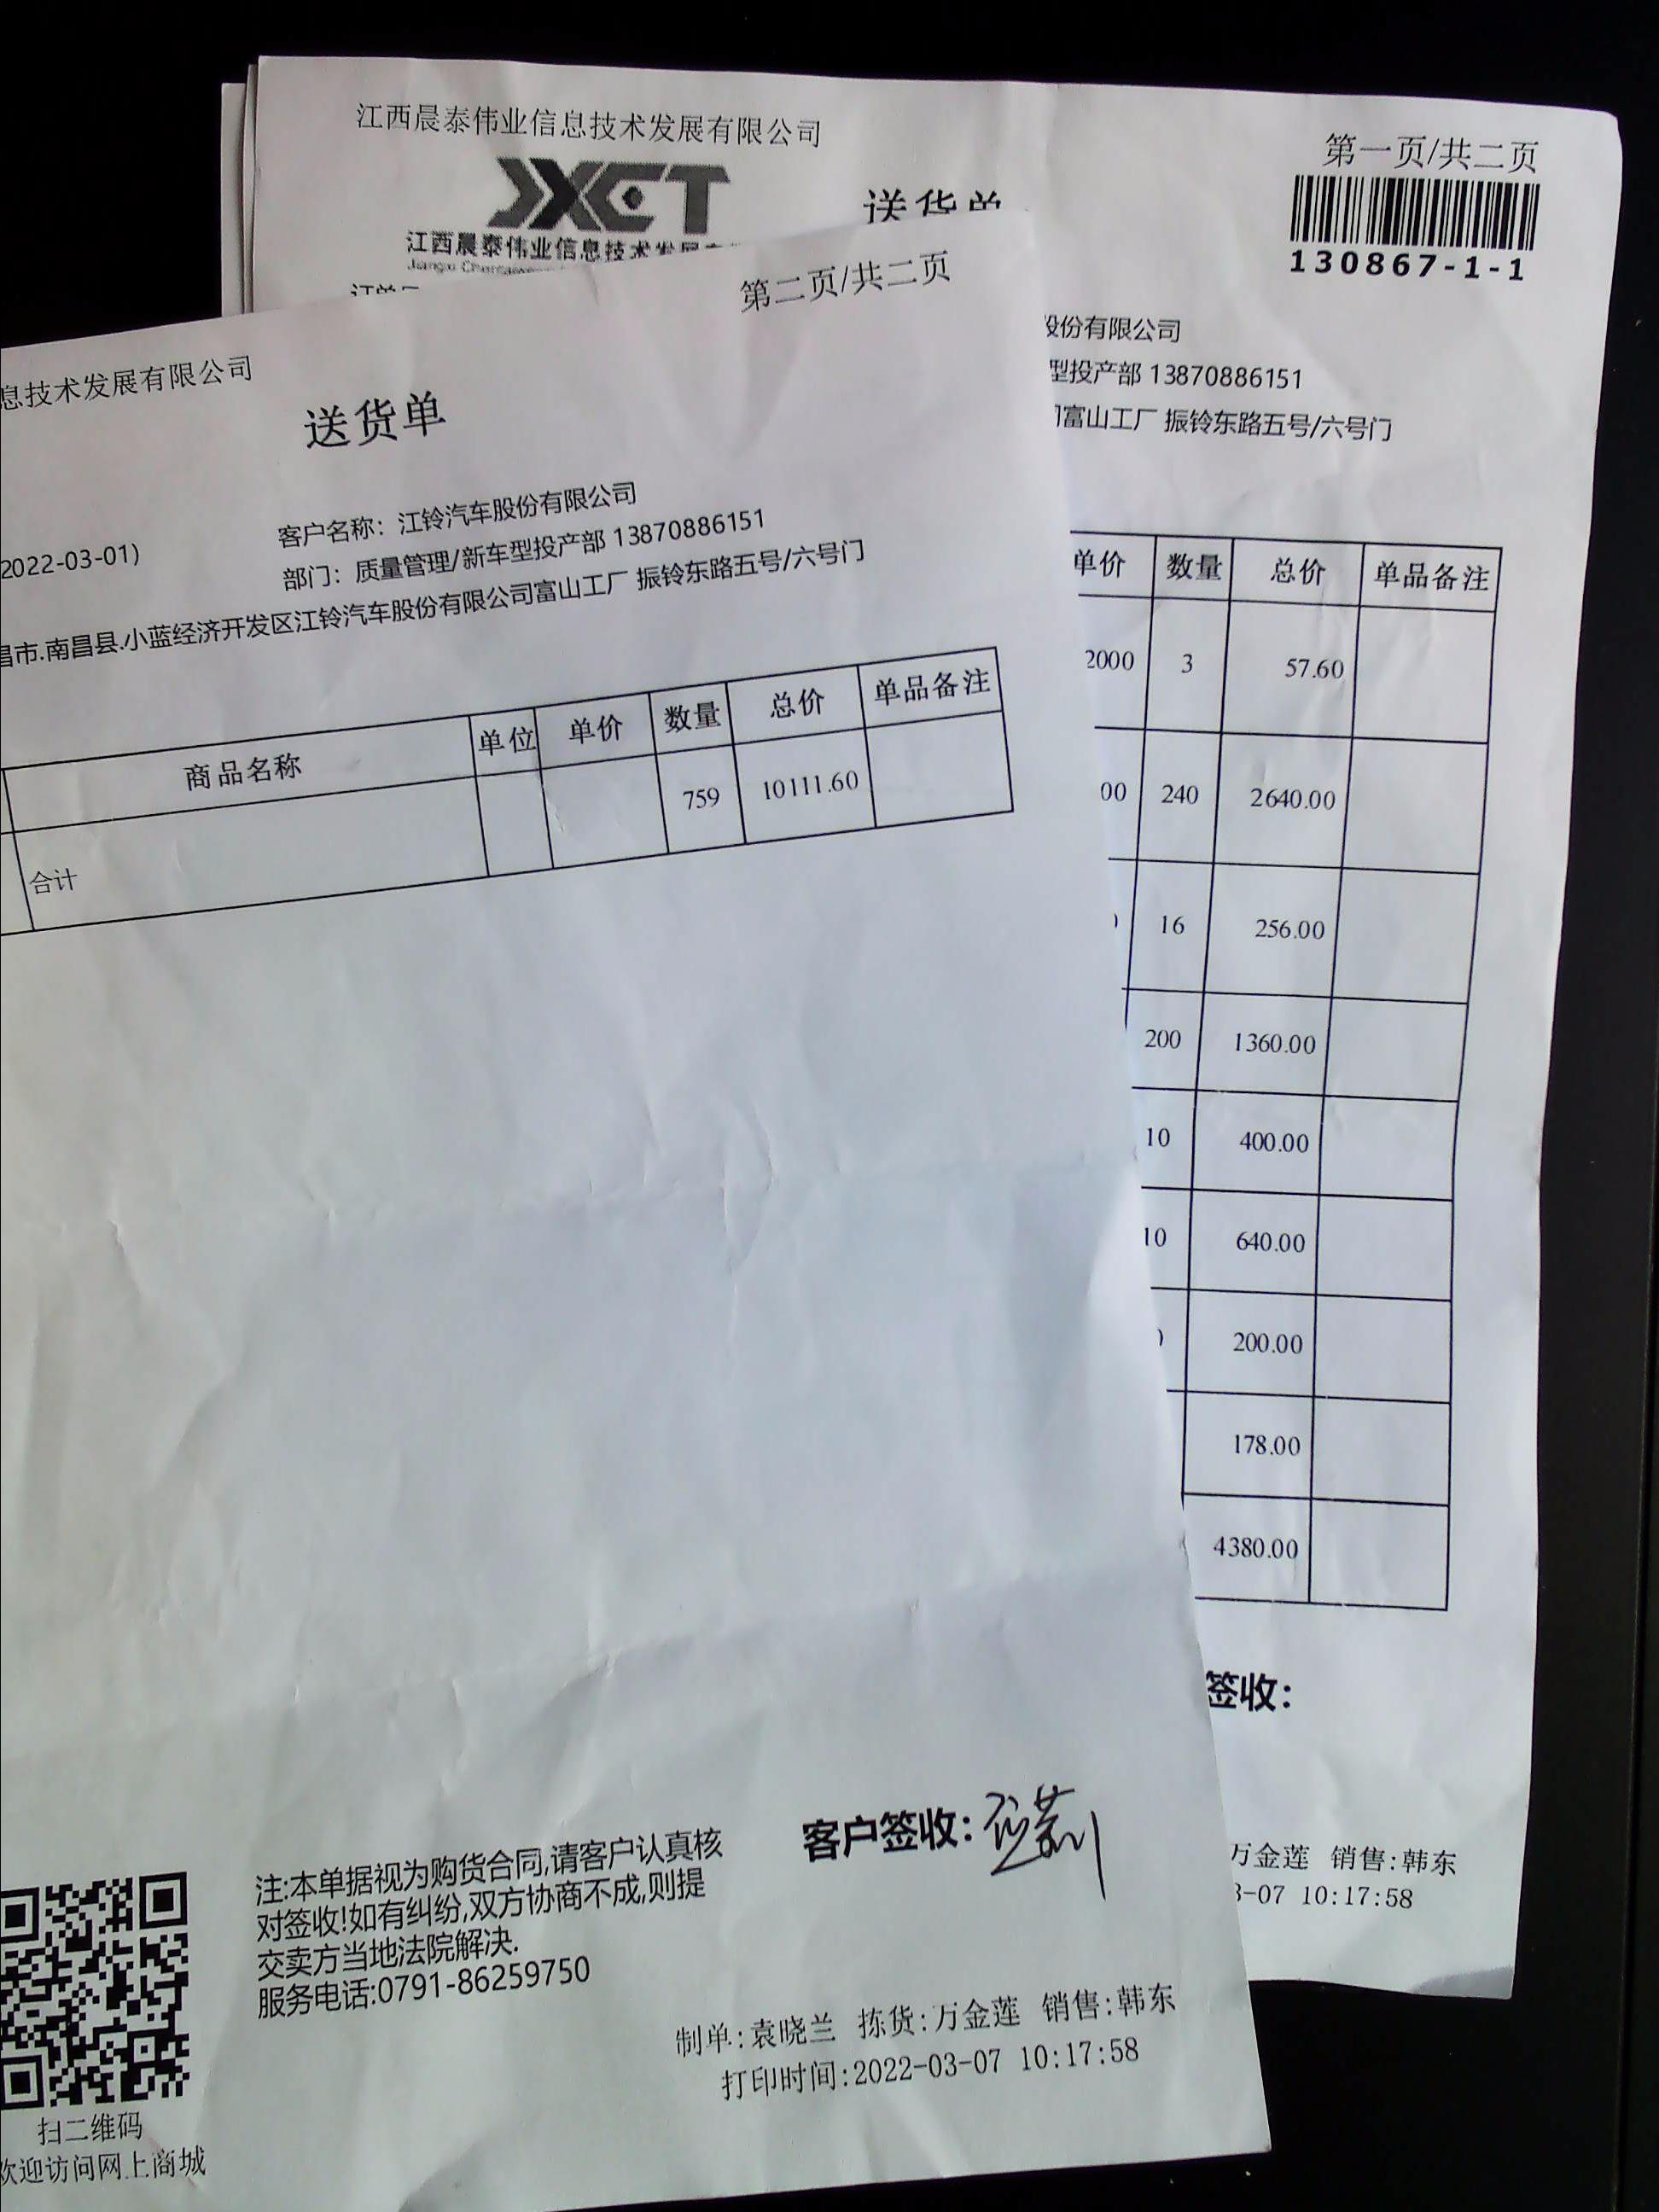 江西晨泰伟业信息技术发展有限公司
第一页/共二页
JXCT
送货单
江西晨泰伟业信息技术发展
130867-1-1
股份有限公司
型投产部 13870886151
富山工厂 振铃东路五号/六号门
单价 数量 总价 单品备注
2000 3 57.60
00 240 2640.00
16 256.00
200 1360.00
10 400.00
10 640.00
200.00
178.00
4380.00
签收:
万金莲 销售:韩东
3-07 10:17:58
第二页/共二页
息技术发展有限公司
送货单
2022-03-01)
客户名称: 江铃汽车股份有限公司
部门: 质量管理/新车型投产部 13870886151
昌市.南昌县.小蓝经济开发区江铃汽车股份有限公司富山工厂 振铃东路五号/六号门
商品名称 单位 单价 数量 总价 单品备注
合计 759 10111.60
客户签收:
注:本单据视为购货合同,请客户认真核
对签收!如有纠纷,双方协商不成,则提
交卖方当地法院解决.
服务电话:0791-86259750
制单:袁晓兰 拣货:万金莲 销售:韩东
打印时间:2022-03-07 10:17:58
扫二维码
欢迎访问网上商城